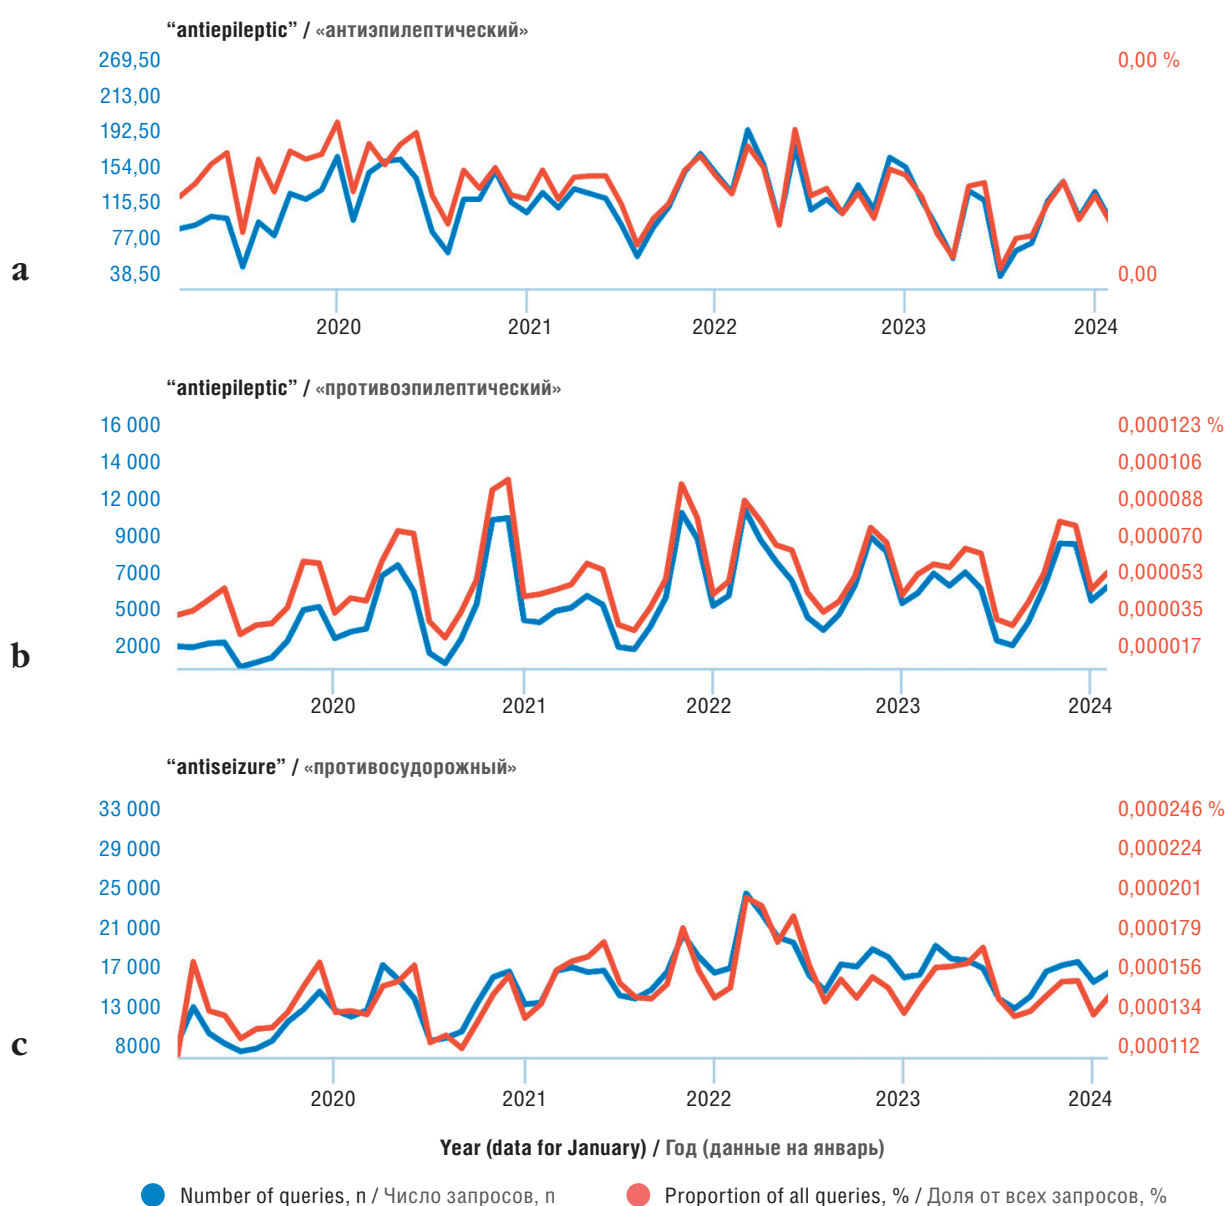 “antiepileptic” / «антиэпилептический»
269,50 0,00 %
213,00
192,50
154,00
115,50
77,00
38,50 0,00
a
2020 2021 2022 2023 2024
“antiepileptic” / «противоэпилептический»
16 000 0,000123 %
14 000 0,000106
12 000 0,000088
9000 0,000070
7000 0,000053
5000 0,000035
2000 0,000017
b
2020 2021 2022 2023 2024
“antiseizure” / «противосудорожный»
33 000 0,000246 %
29 000 0,000224
25 000 0,000201
21 000 0,000179
17 000 0,000156
13 000 0,000134
8000 0,000112
c
2020 2021 2022 2023 2024
Year (data for January) / Год (данные на январь)
Number of queries, n / Число запросов, n Proportion of all queries, % / Доля от всех запросов, %